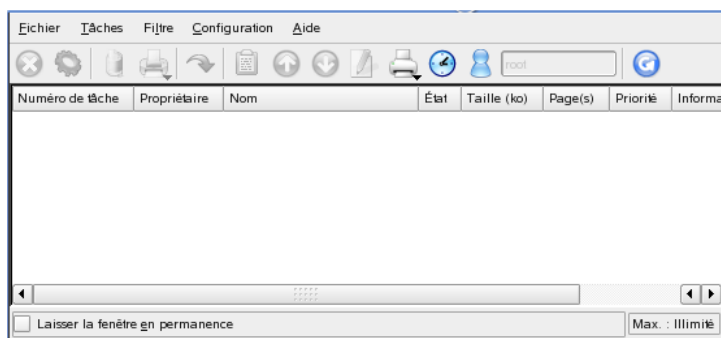 Fichier Tâches Filtre Configuration Aide
root
Numéro de tâche Propriétaire Nom État Taille (ko) Page(s) Priorité Informa
Laisser la fenêtre en permanence Max. : Illimité